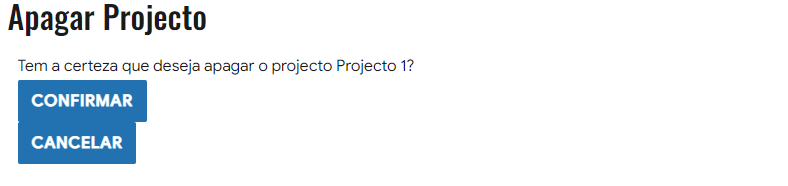 Apagar Projecto
Tem a certeza que deseja apagar o projecto Projecto 1?
CONFIRMAR
CANCELAR